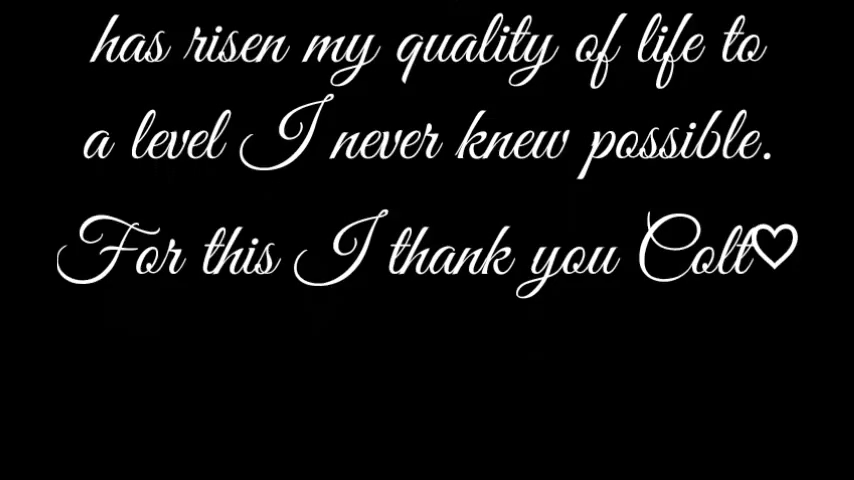 has risen my quality of life to
a level I never knew possible.
For this I thank you Colt♡